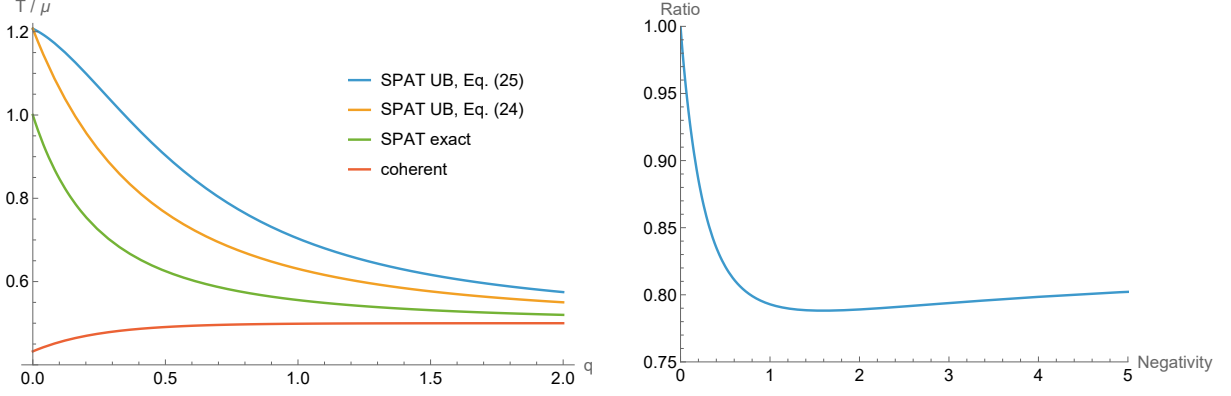 T / μ
1.2
1.0
0.8
0.6
0.0
0.5
1.0
1.5
2.0
q
SPAT UB, Eq. (25)
SPAT UB, Eq. (24)
SPAT exact
coherent
Ratio
1.00
0.95
0.90
0.85
0.80
0.75
0
1
2
3
4
5
Negativity